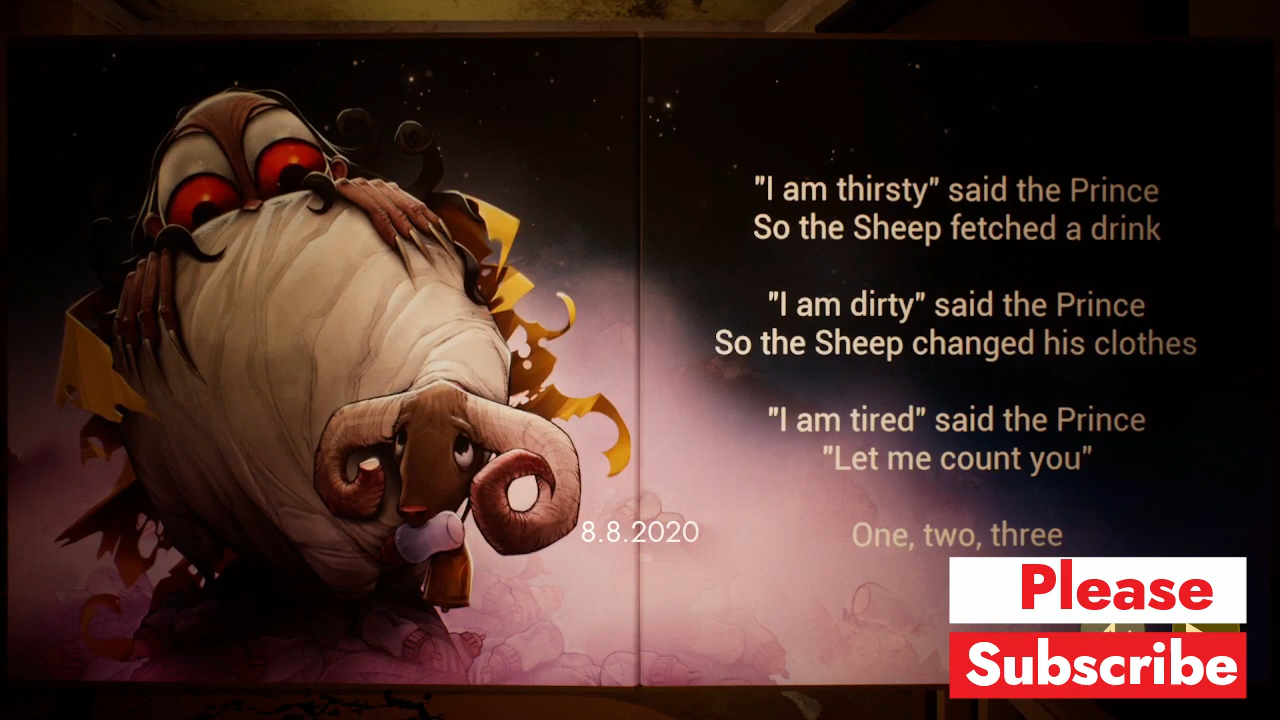 "I am thirsty" said the Prince
So the Sheep fetched a drink
"I am dirty" said the Prince
So the Sheep changed his clothes
"I am tired" said the Prince
"Let me count you"
One, two, three
8.8.2020
Please
Subscribe